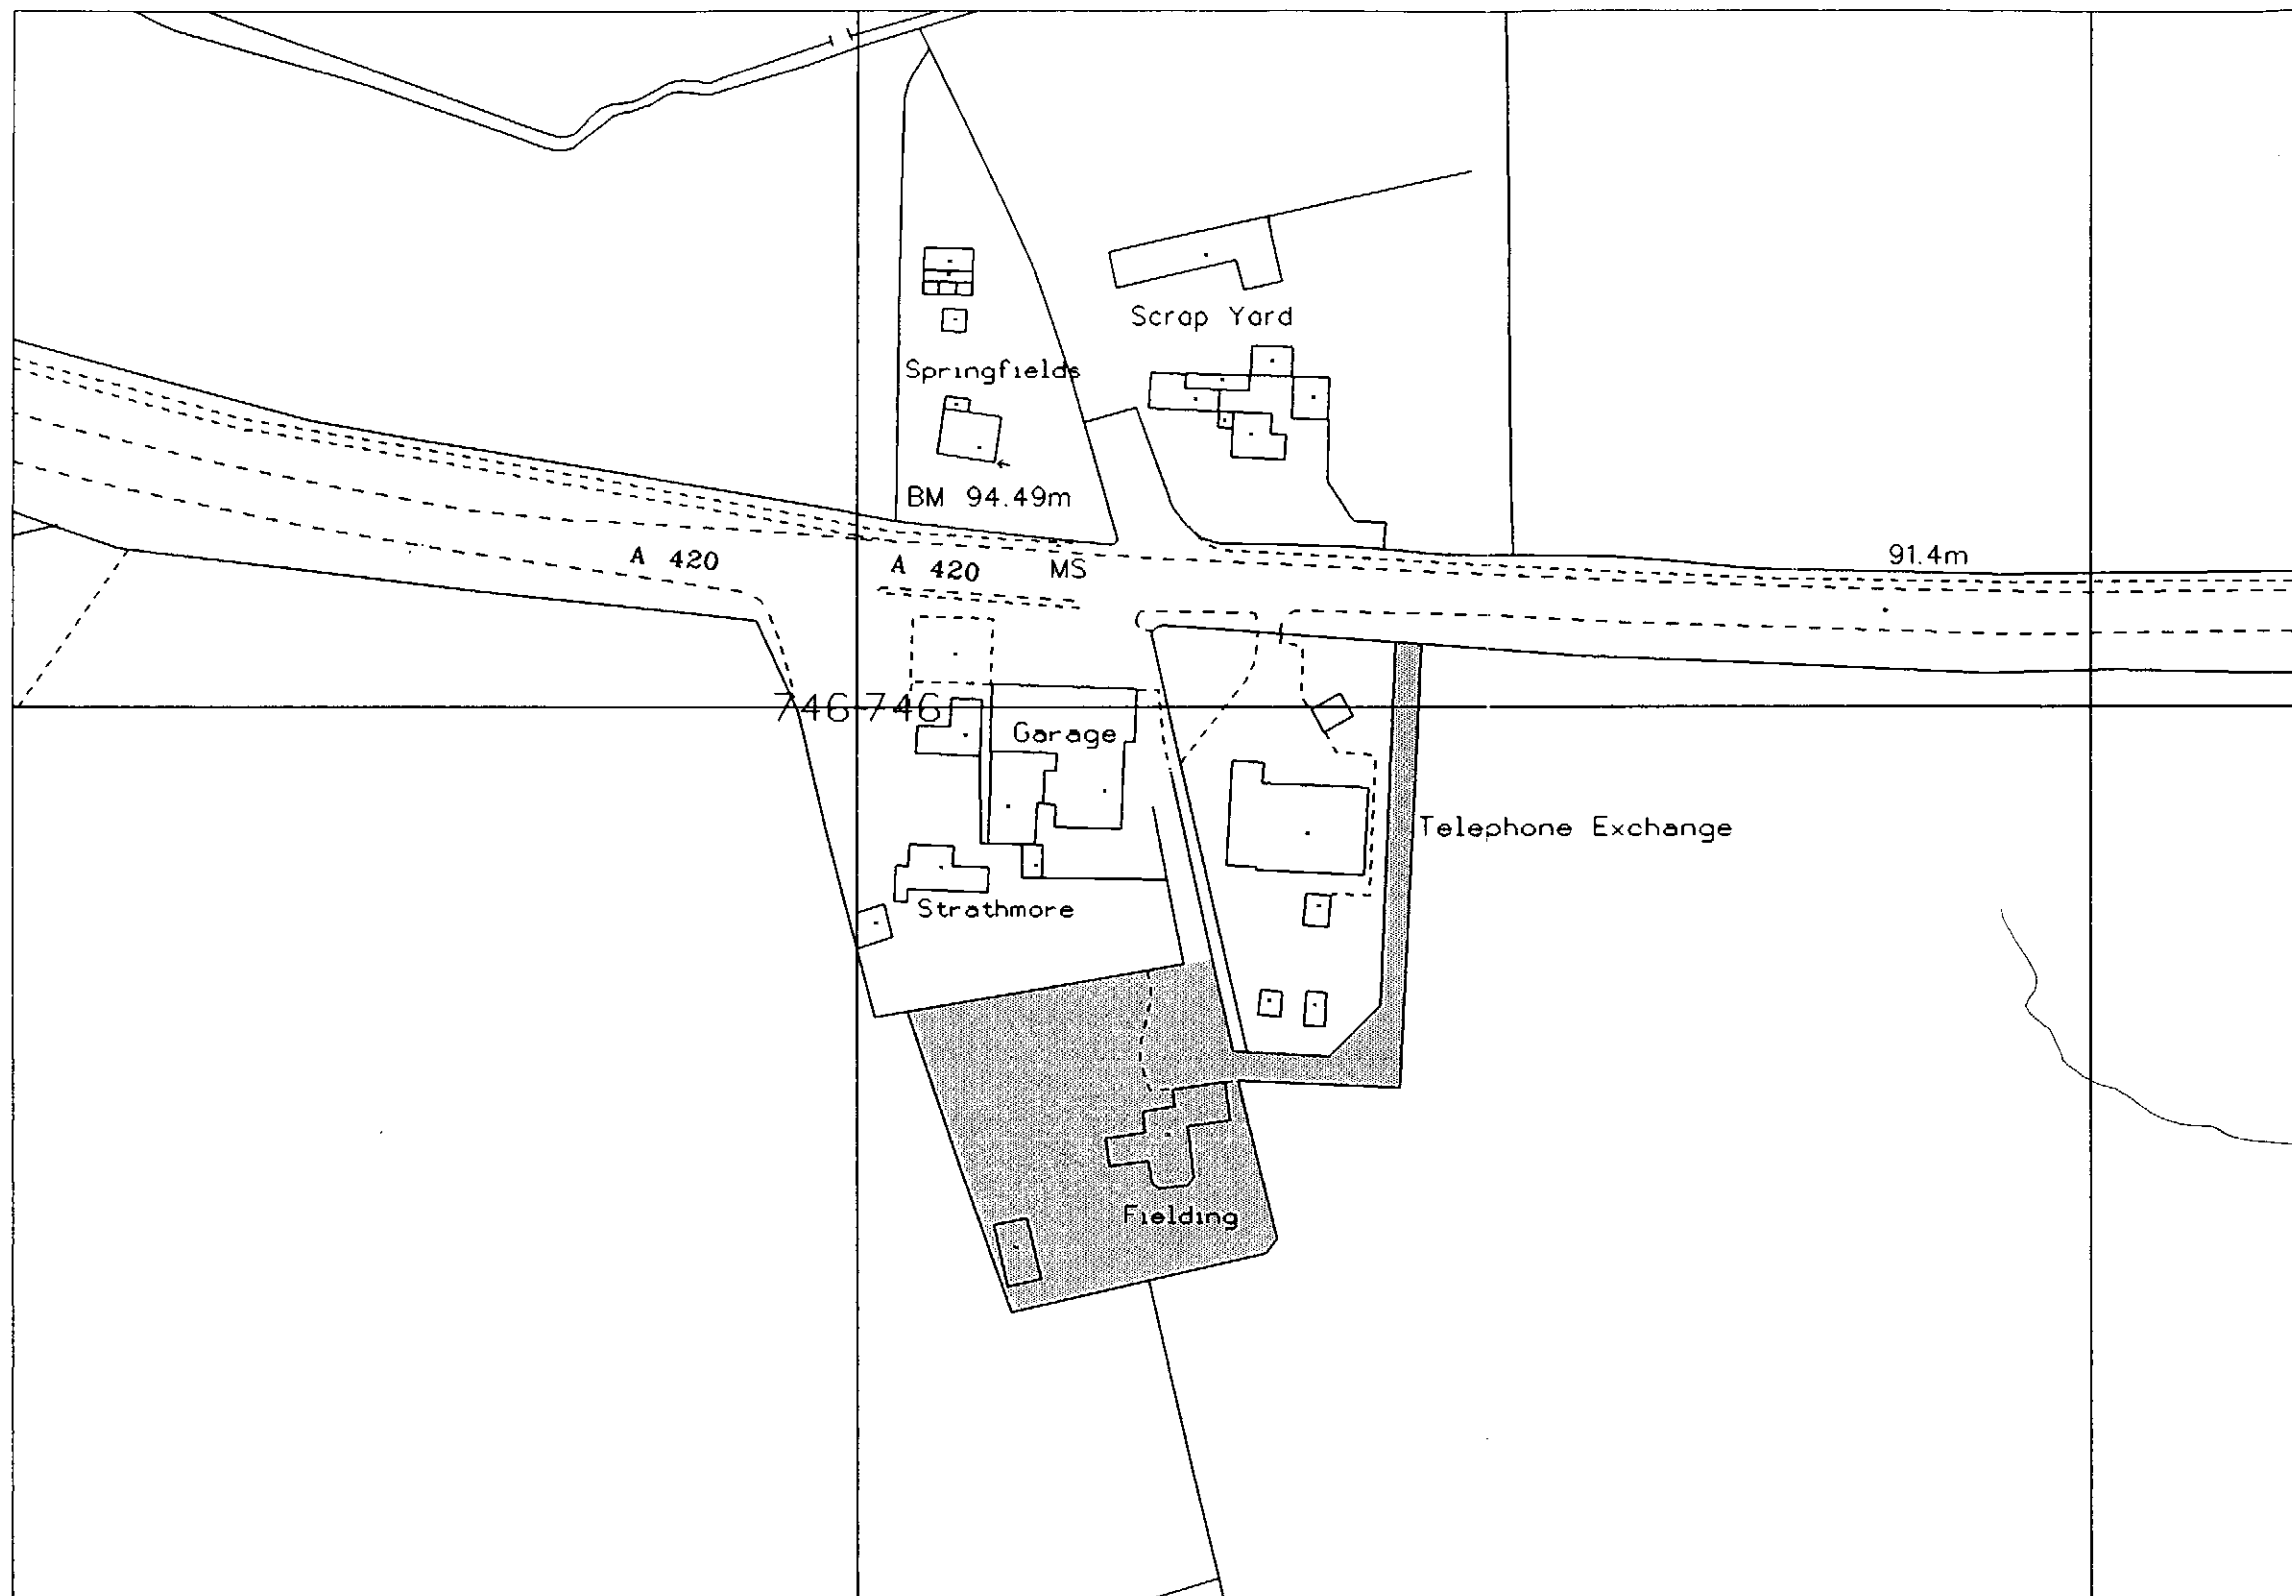 Scrap Yard
Springfields
BM 94.49m
A 420
A 420
MS
91.4m
746 746
Garage
Telephone Exchange
Strathmore
Fielding